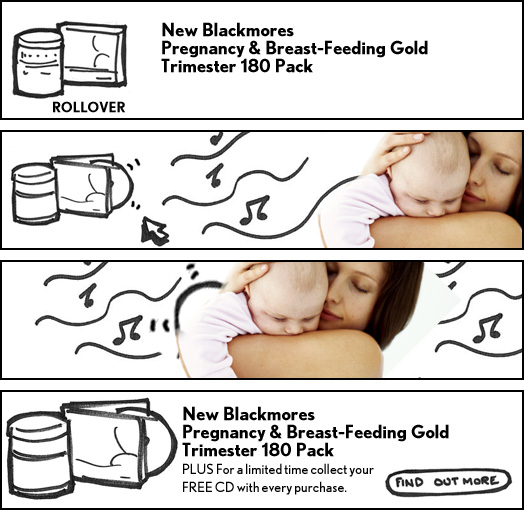 New Blackmores
Pregnancy & Breast-Feeding Gold
Trimester 180 Pack
ROLLOVER
New Blackmores
Pregnancy & Breast-Feeding Gold
Trimester 180 Pack
PLUS For a limited time collect your
FREE CD with every purchase.
FIND OUT MORE